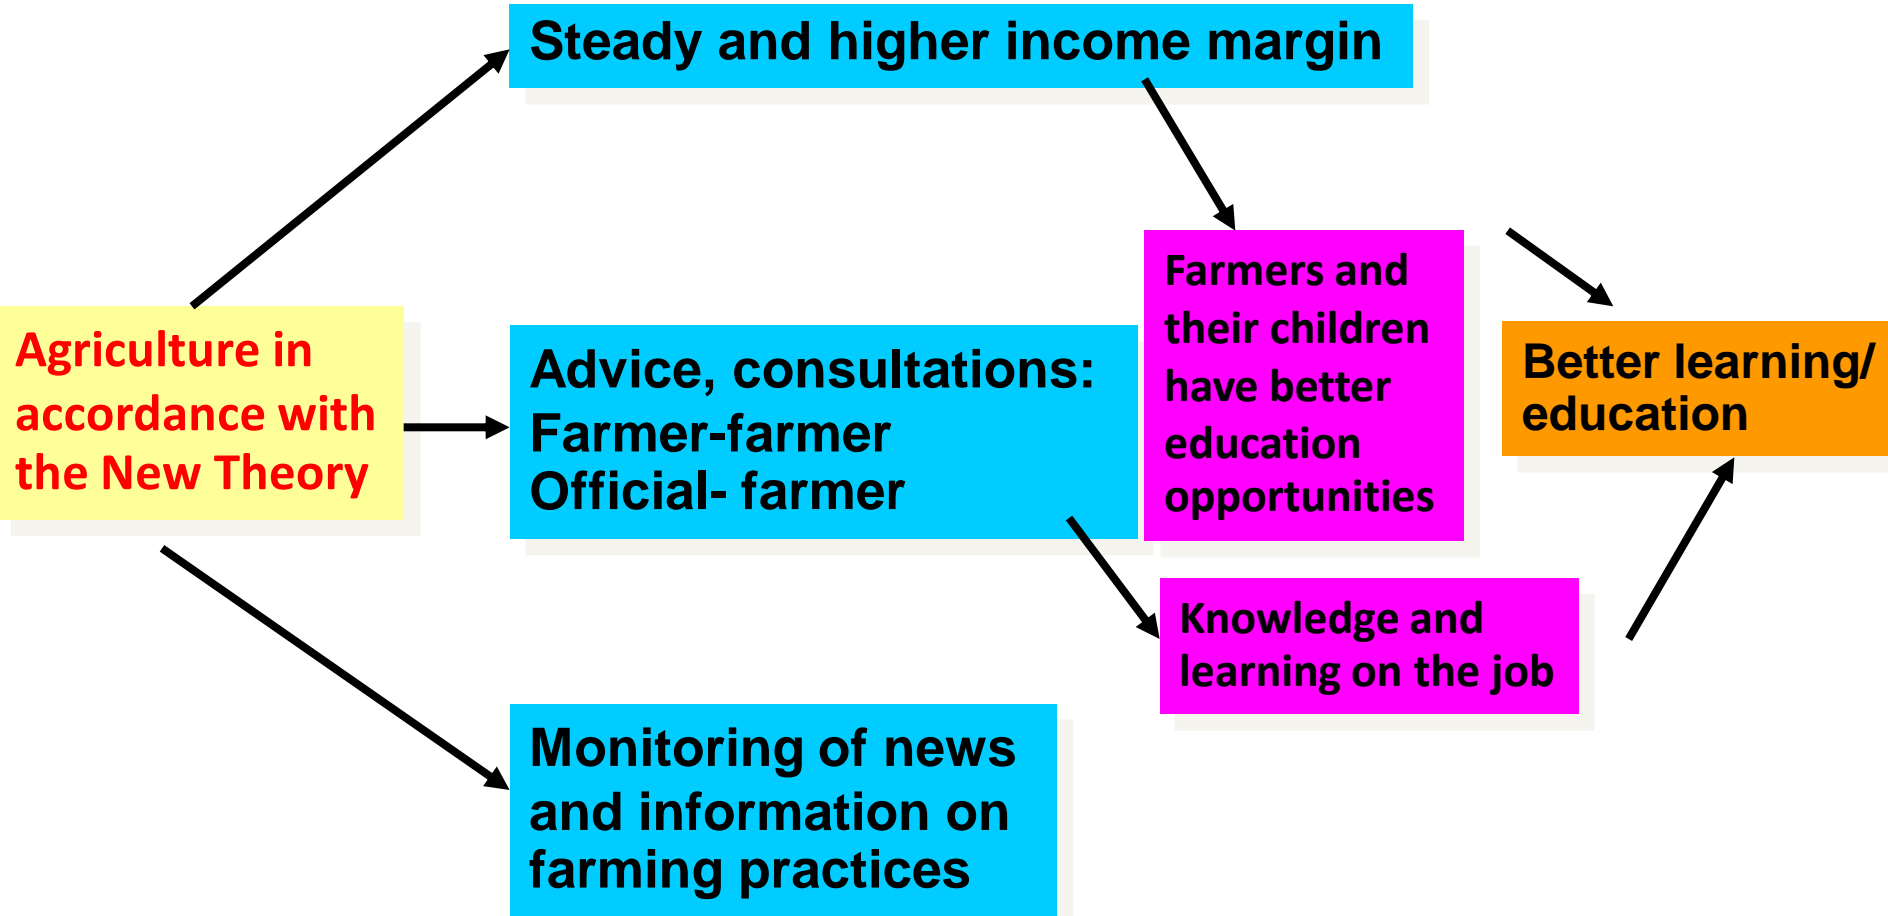 Steady and higher income margin
Agriculture in
accordance with
the New Theory
Advice, consultations:
Farmer-farmer
Official- farmer
Farmers and
their children
have better
education
opportunities
Better learning/
education
Knowledge and
learning on the job
Monitoring of news
and information on
farming practices